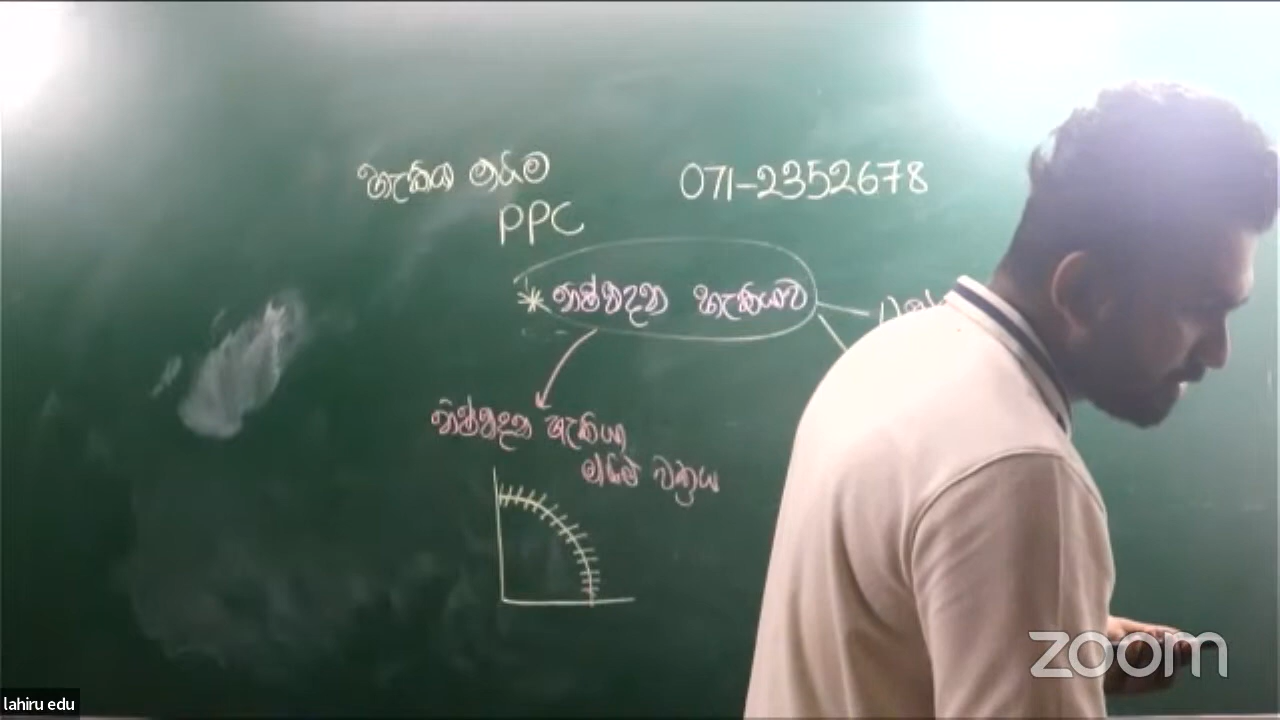 හැකියා මායිම
071-2352678
PPC
* නිෂ්පාදන හැකියාව
නිෂ්පාදන හැකියා
මායිම් වක්‍රය
zoom
lahiru edu